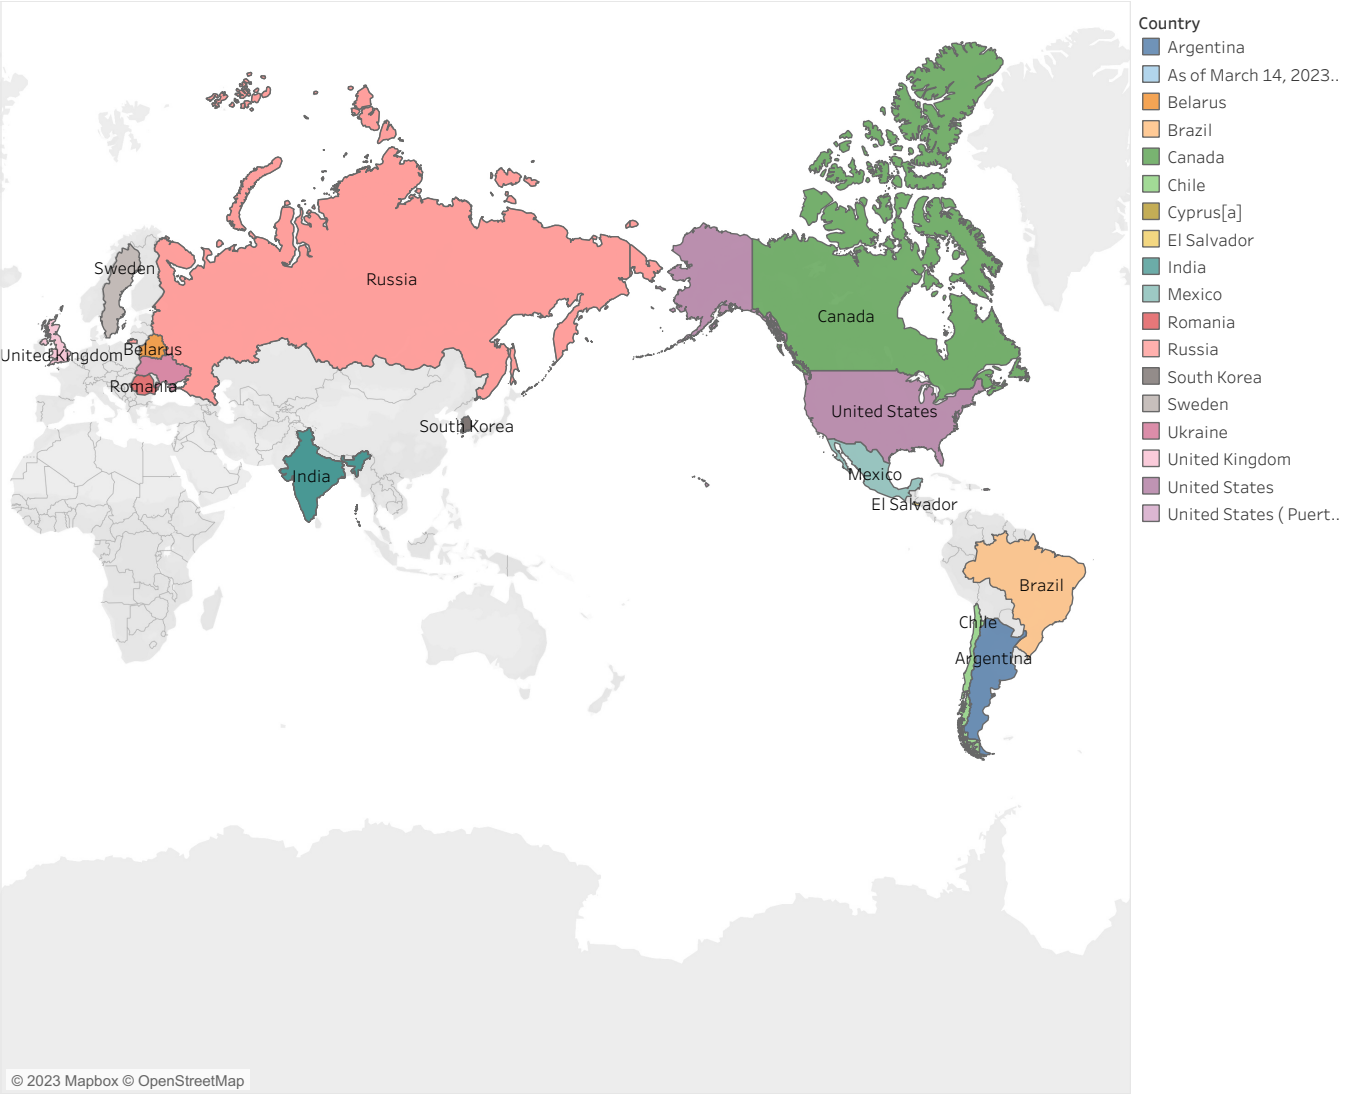 Country
Argentina
As of March 14, 2023..
Belarus
Brazil
Canada
Chile
Cyprus[a]
El Salvador
India
Mexico
Romania
Russia
South Korea
Sweden
Ukraine
United Kingdom
United States
United States ( Puert..
Sweden
Russia
Canada
United Kingdom
Belarus
Romania
United States
South Korea
India
Mexico
El Salvador
Brazil
Chile
Argentina
© 2023 Mapbox © OpenStreetMap